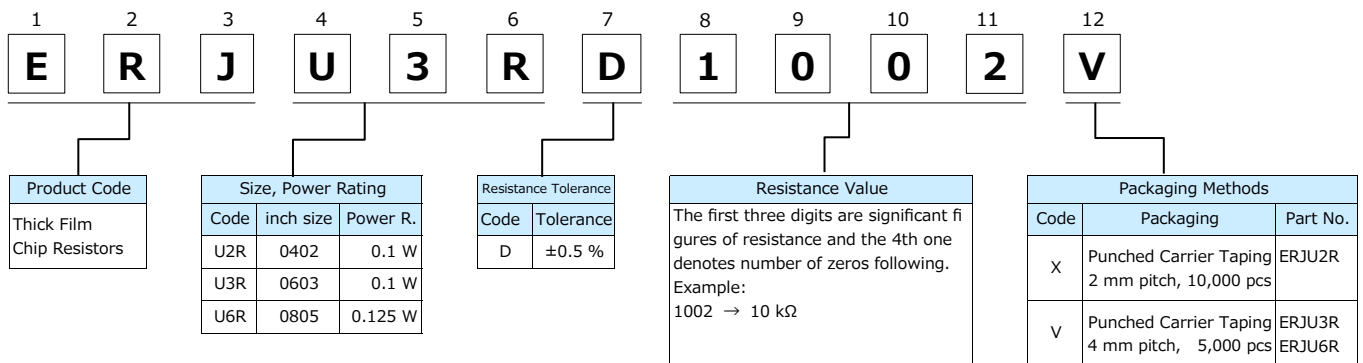 1 2 3 4 5 6 7 8 9 10 11 12
E R J U 3 R D 1 0 0 2 V
Product Code
Thick Film
Chip Resistors
Size, Power Rating
Code inch size Power R.
U2R 0402 0.1 W
U3R 0603 0.1 W
U6R 0805 0.125 W
Resistance Tolerance
Code Tolerance
D ±0.5 %
Resistance Value
The first three digits are significant fi
gures of resistance and the 4th one
denotes number of zeros following.
Example:
1002 → 10 kΩ
Packaging Methods
Code Packaging Part No.
X Punched Carrier Taping ERJU2R
2 mm pitch, 10,000 pcs
V Punched Carrier Taping ERJU3R
4 mm pitch, 5,000 pcs ERJU6R